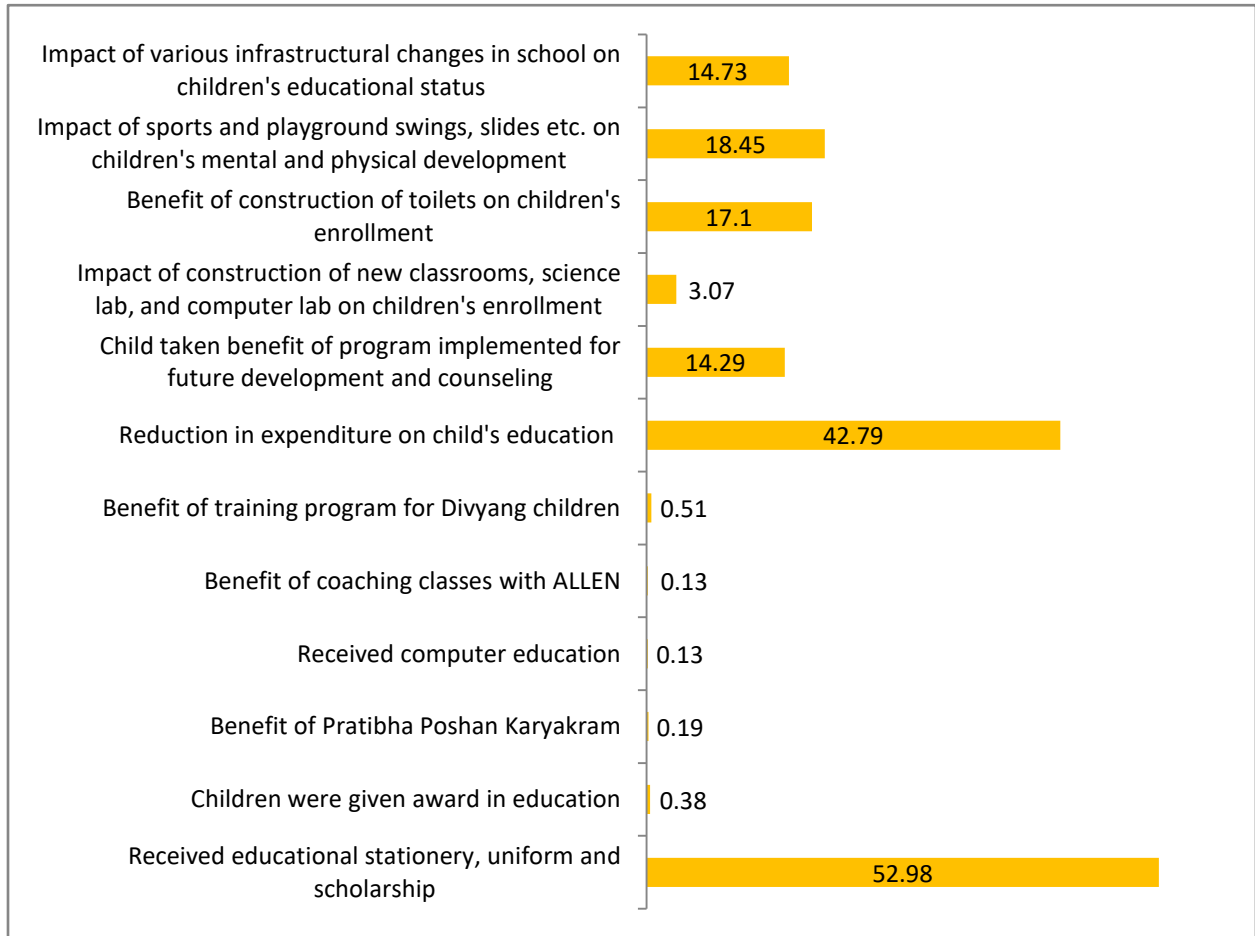 Impact of various infrastructural changes in school on
children's educational status
14.73
Impact of sports and playground swings, slides etc. on
children's mental and physical development
18.45
Benefit of construction of toilets on children's
enrollment
17.1
Impact of construction of new classrooms, science
lab, and computer lab on children's enrollment
3.07
Child taken benefit of program implemented for
future development and counseling
14.29
Reduction in expenditure on child's education
42.79
Benefit of training program for Divyang children
0.51
Benefit of coaching classes with ALLEN
0.13
Received computer education
0.13
Benefit of Pratibha Poshan Karyakram
0.19
Children were given award in education
0.38
Received educational stationery, uniform and
scholarship
52.98